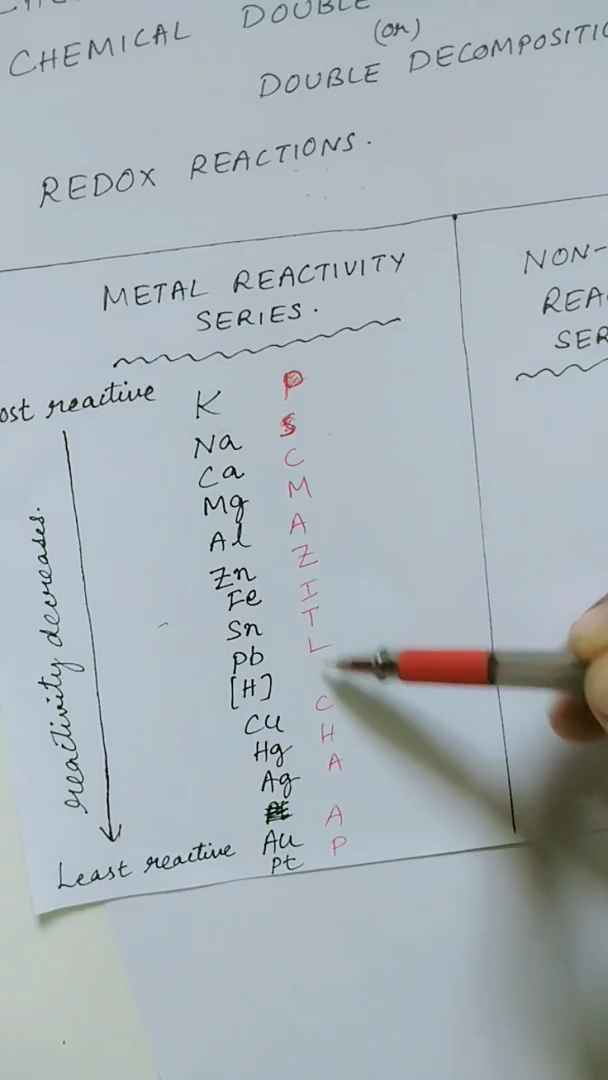 CHEMICAL DOUBLE
(or)
DOUBLE DECOMPOSITIO
REDOX REACTIONS.
METAL REACTIVITY
SERIES.
NON-
REA
SER
ost reactive
K P
Na S
Ca C
Mg M
Al A
Zn Z
Fe I
Sn T
Pb L
[H]
Cu C
Hg H
Ag A
Au A
Pt P
reactivity decreases.
Least reactive